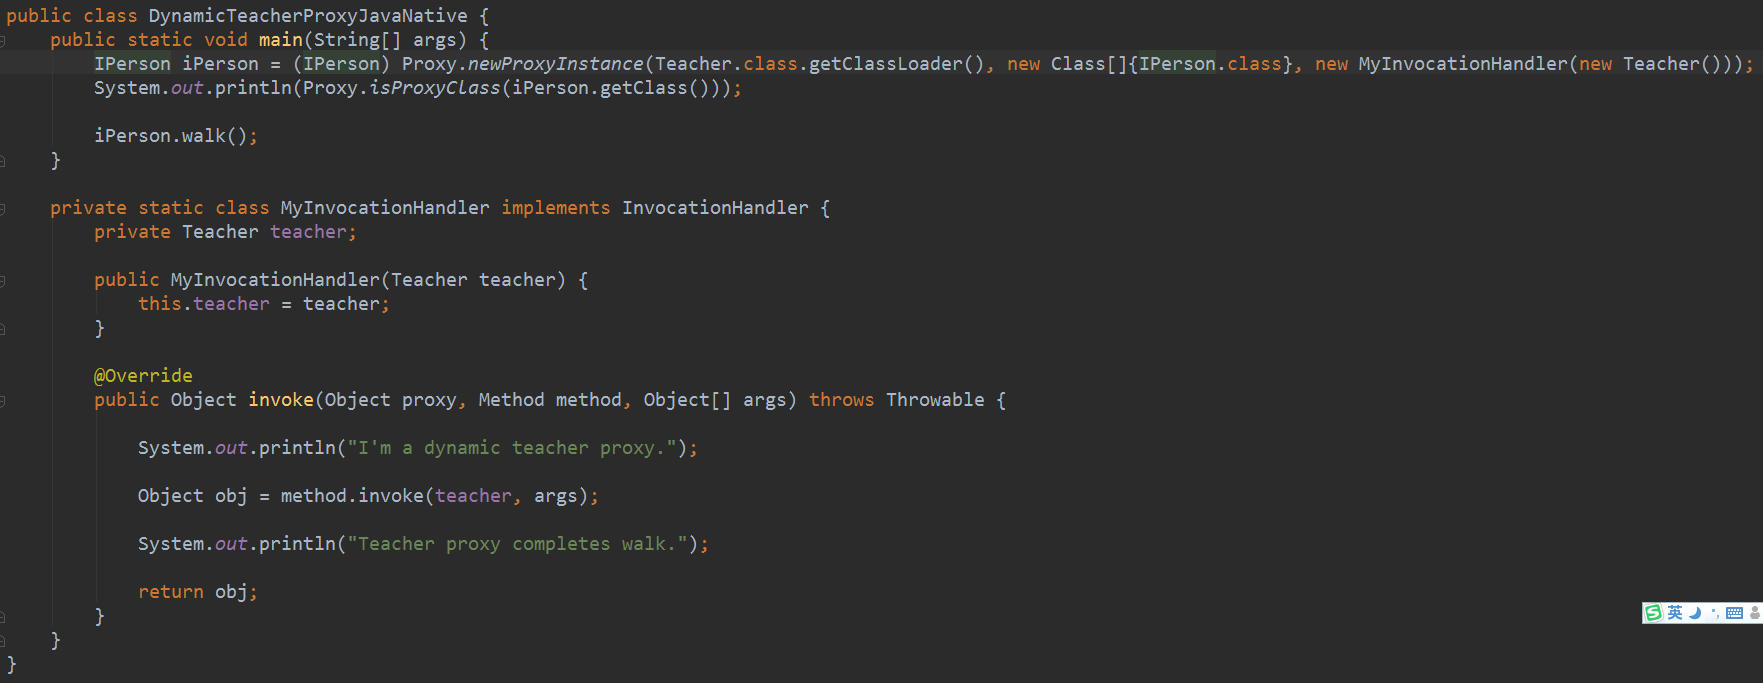 public class DynamicTeacherProxyJavaNative {
    public static void main(String[] args) {
        IPerson iPerson = (IPerson) Proxy.newProxyInstance(Teacher.class.getClassLoader(), new Class[]{IPerson.class}, new MyInvocationHandler(new Teacher()));
        System.out.println(Proxy.isProxyClass(iPerson.getClass()));

        iPerson.walk();
    }

    private static class MyInvocationHandler implements InvocationHandler {
        private Teacher teacher;

        public MyInvocationHandler(Teacher teacher) {
            this.teacher = teacher;
        }

        @Override
        public Object invoke(Object proxy, Method method, Object[] args) throws Throwable {

            System.out.println("I'm a dynamic teacher proxy.");

            Object obj = method.invoke(teacher, args);

            System.out.println("Teacher proxy completes walk.");

            return obj;
        }
    }
}
S英